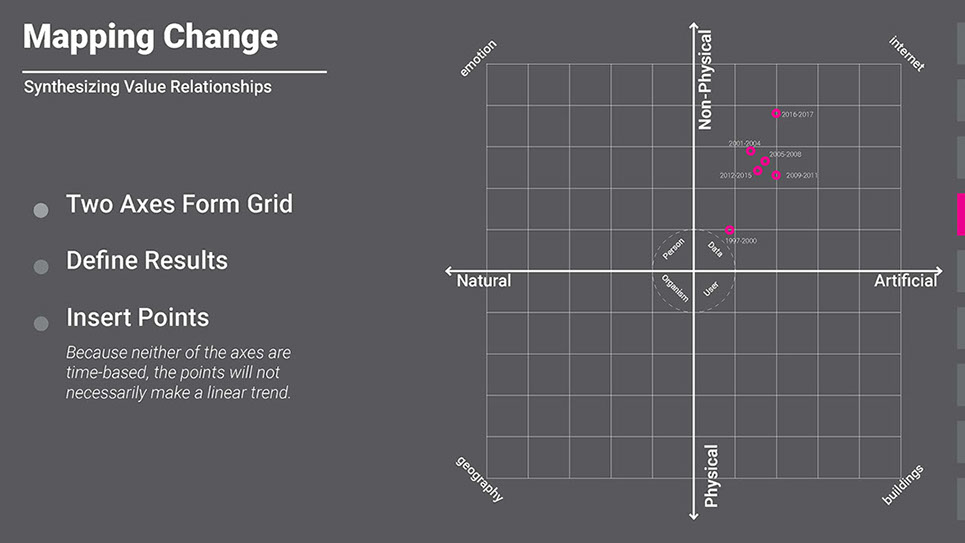 Mapping Change
Synthesizing Value Relationships
Two Axes Form Grid
Define Results
Insert Points
Because neither of the axes are
time-based, the points will not
necessarily make a linear trend.
emotion
Non-Physical
internet
2016-2017
2001-2004
2005-2008
2012-2015
2009-2011
1997-2000
Person
Data
Natural
Artificial
Organism
User
geography
Physical
buildings